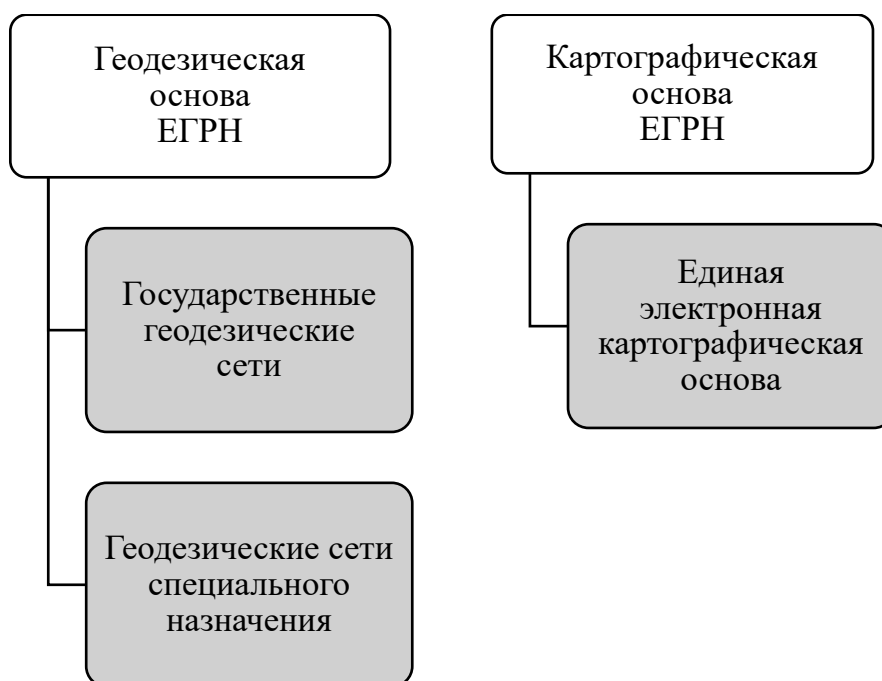 Геодезическая
основа
ЕГРН
Государственные
геодезические
сети
Геодезические сети
специального
назначения
Картографическая
основа
ЕГРН
Единая
электронная
картографическая
основа